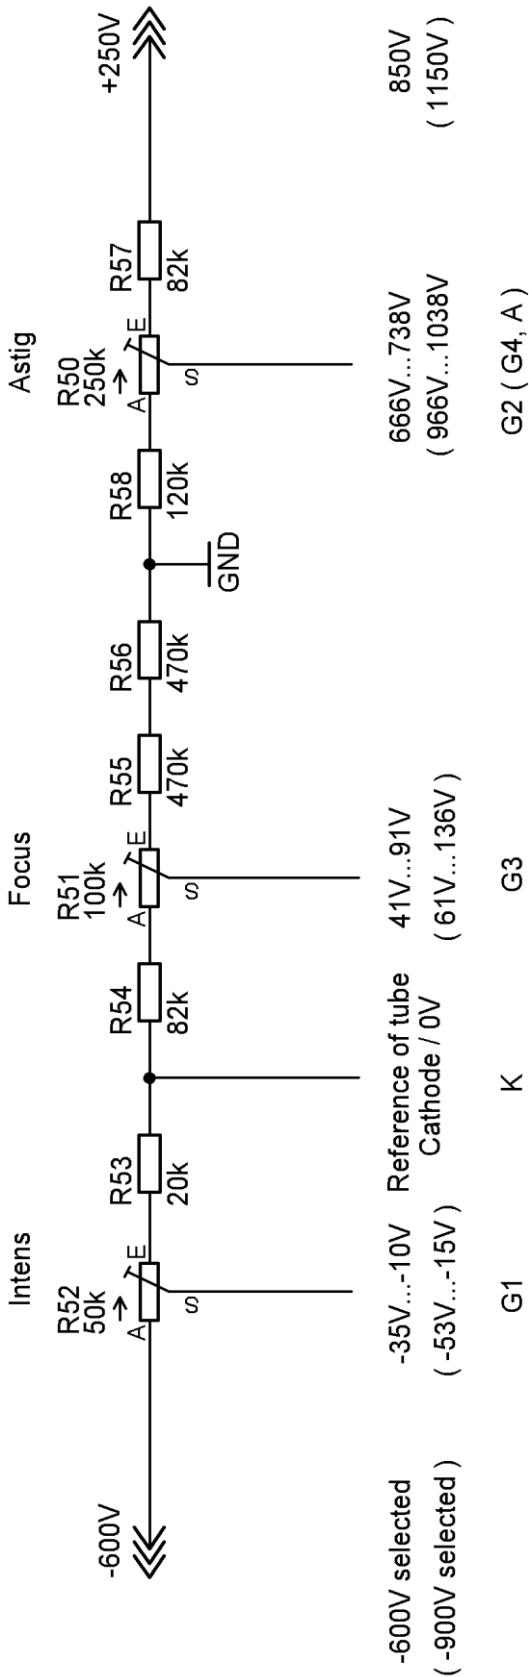 Intens
Focus
Astig
-600V
R52
50k
A
E
S
R53
20k
R54
82k
R51
100k
A
E
S
R55
470k
R56
470k
GND
R58
120k
R50
250k
A
E
S
R57
82k
+250V
-600V selected
( -900V selected )
-35V...-10V
( -53V...-15V )
G1
Reference of tube
Cathode / 0V
K
41V...91V
( 61V...136V )
G3
666V...738V
( 966V...1038V )
G2 ( G4, A )
850V
( 1150V )